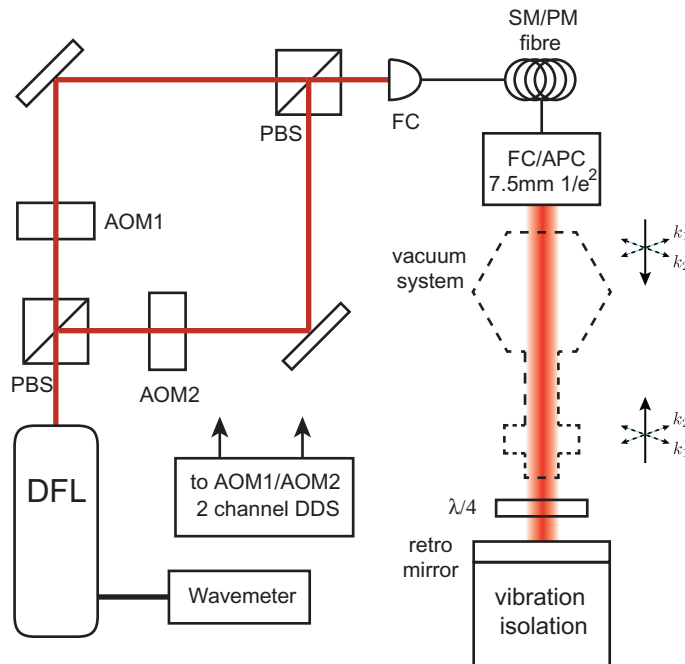 SM/PM
fibre
PBS
FC
FC/APC
7.5mm 1/e²
AOM1
vacuum
system
k₂
PBS
AOM2
DFL
to AOM1/AOM2
2 channel DDS
λ/4
retro
mirror
Wavemeter
vibration
isolation